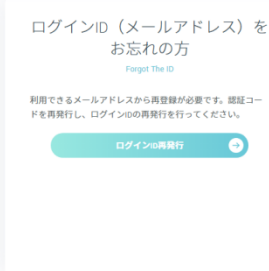 ログインID（メールアドレス）を
お忘れの方
Forgot The ID
利用できるメールアドレスから再登録が必要です。認証コー
ドを再発行し、ログインIDの再発行を行ってください。
ログインID再発行